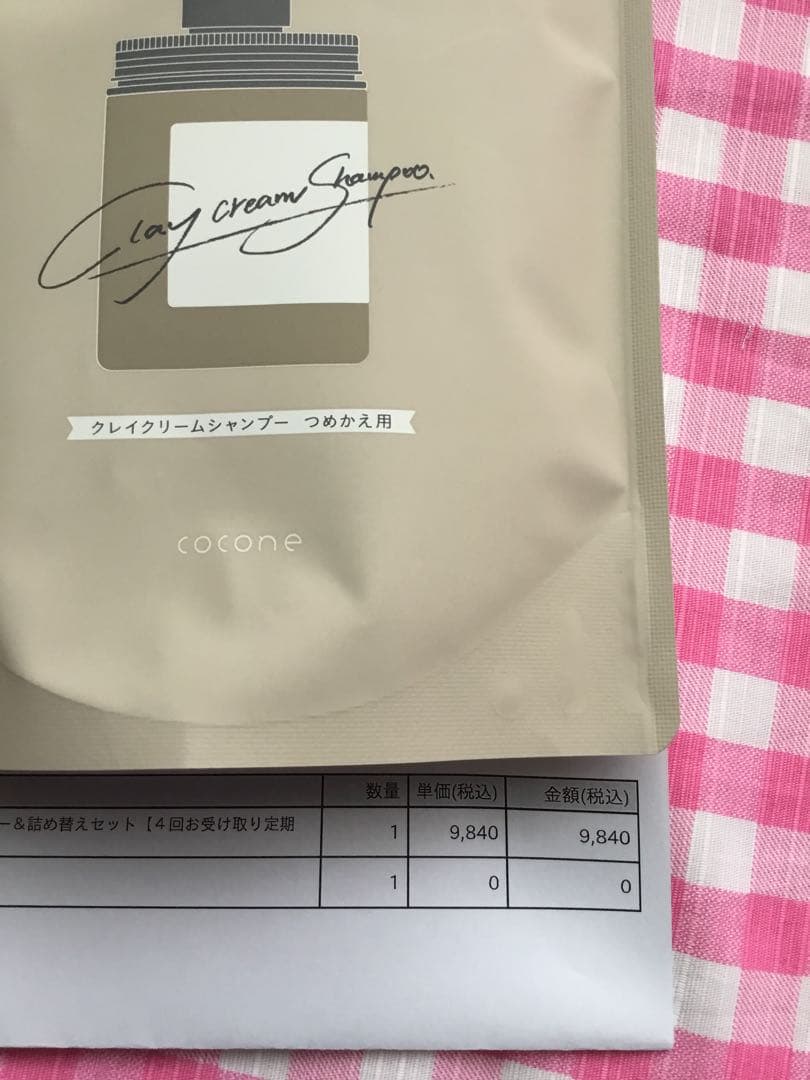 Clay cream Shampoo.
クレイクリームシャンプー つめかえ用
cocone
数量 単価(税込) 金額(税込)
ー＆詰め替えセット【４回お受け取り定期 1 9,840 9,840
1 0 0